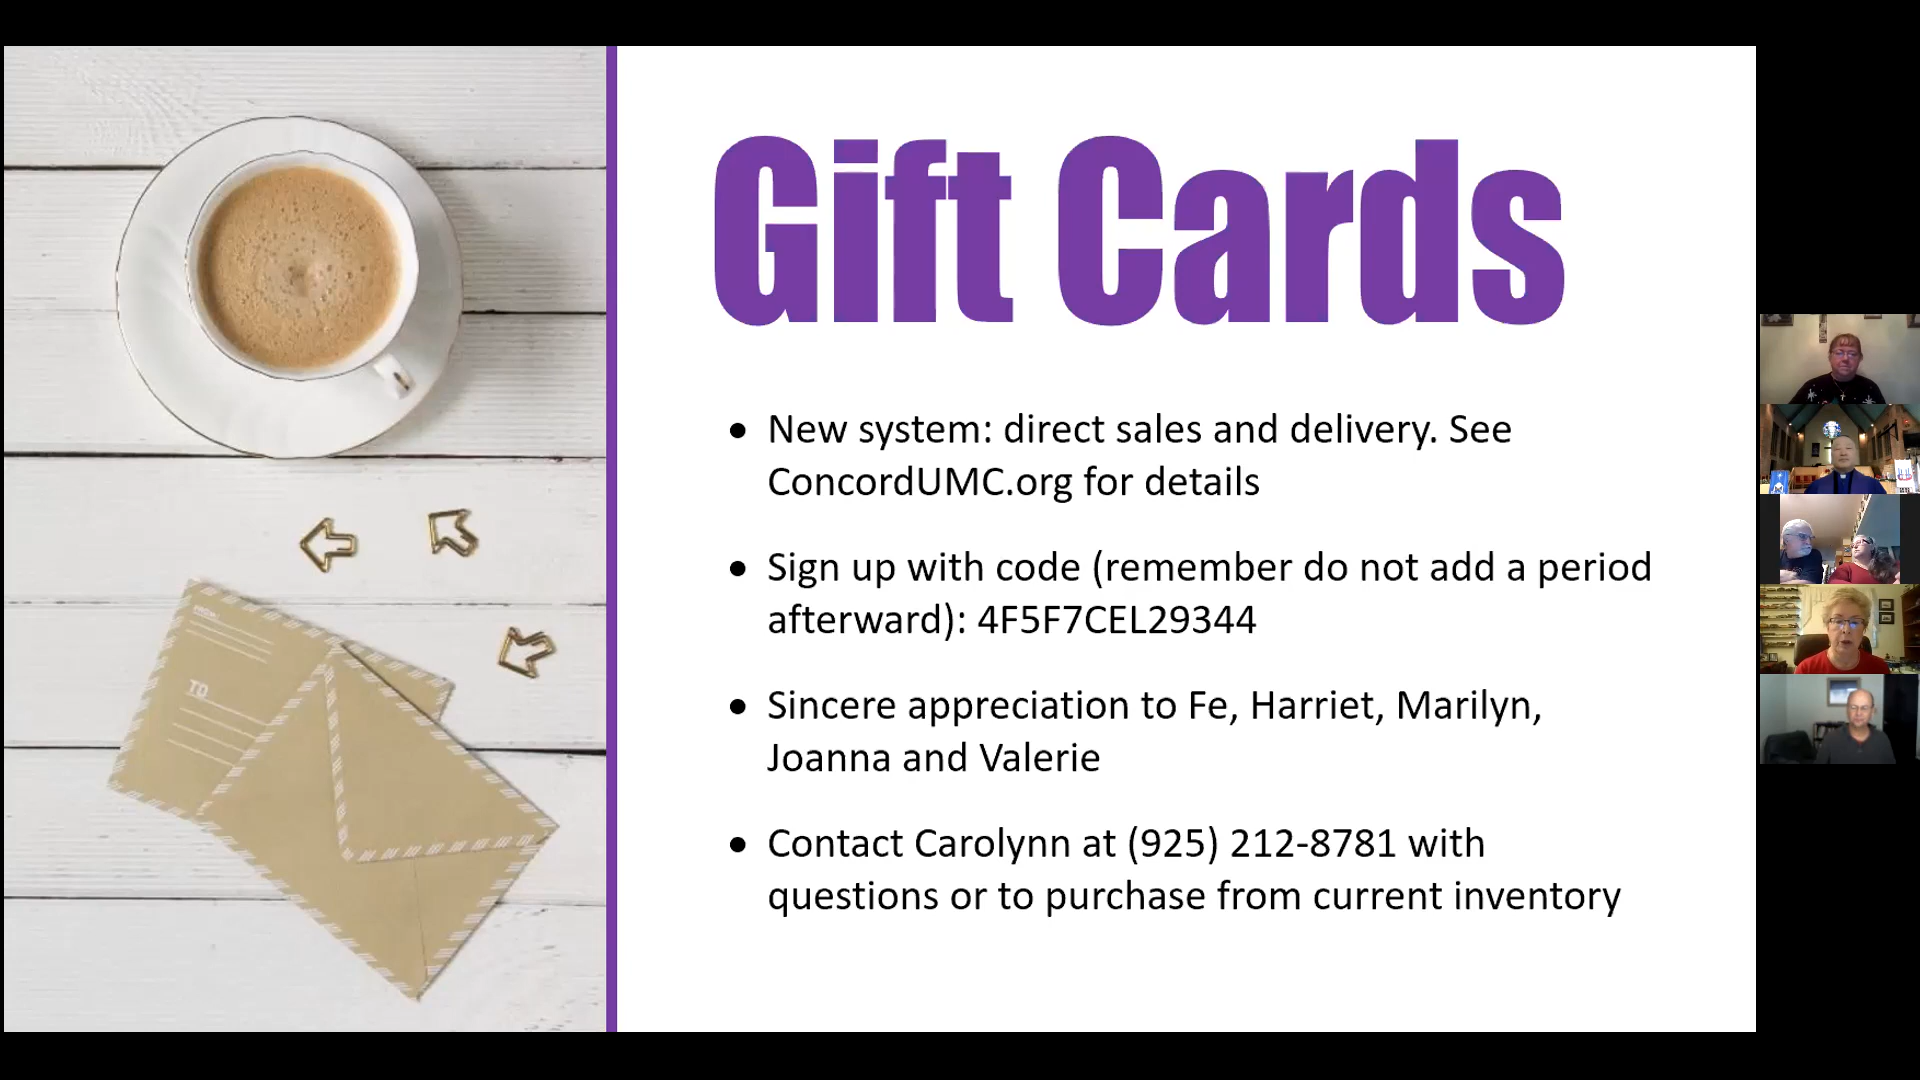 Gift Cards
• New system: direct sales and delivery. See
ConcordUMC.org for details
• Sign up with code (remember do not add a period
afterward): 4F5F7CEL29344
• Sincere appreciation to Fe, Harriet, Marilyn,
Joanna and Valerie
• Contact Carolynn at (925) 212-8781 with
questions or to purchase from current inventory
TO